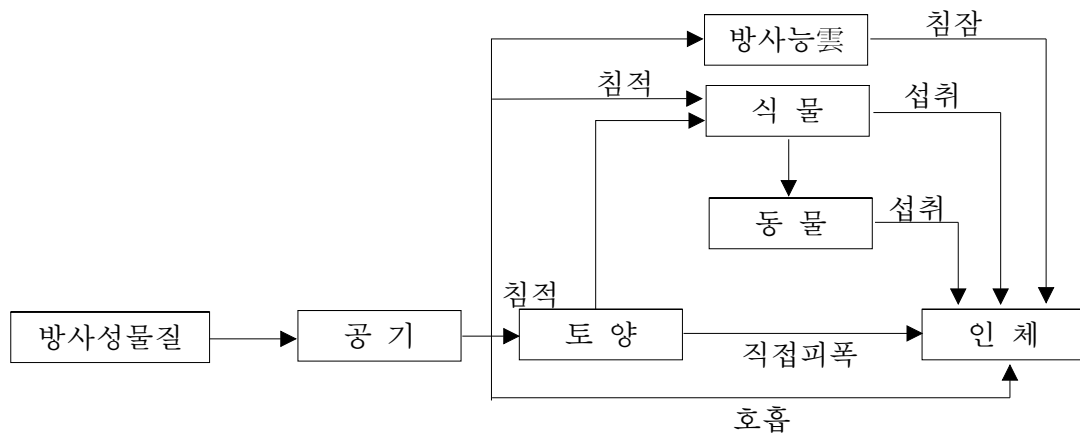 방사능雲
침잠
침적
식 물
섭취
동 물
섭취
침적
방사성물질
공 기
토 양
직접피폭
인 체
호흡